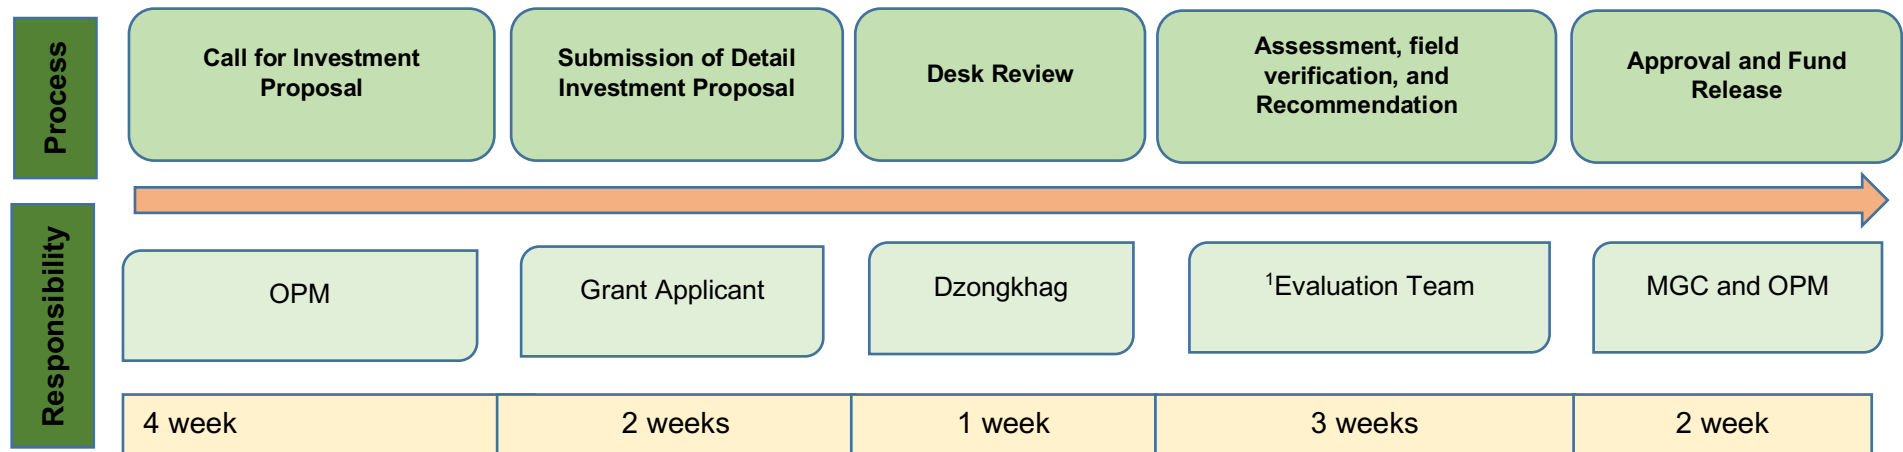 Process
Call for Investment
Proposal
Submission of Detail
Investment Proposal
Desk Review
Assessment, field
verification, and
Recommendation
Approval and Fund
Release
Responsibility
OPM
Grant Applicant
Dzongkhag
¹Evaluation Team
MGC and OPM
4 week
2 weeks
1 week
3 weeks
2 week